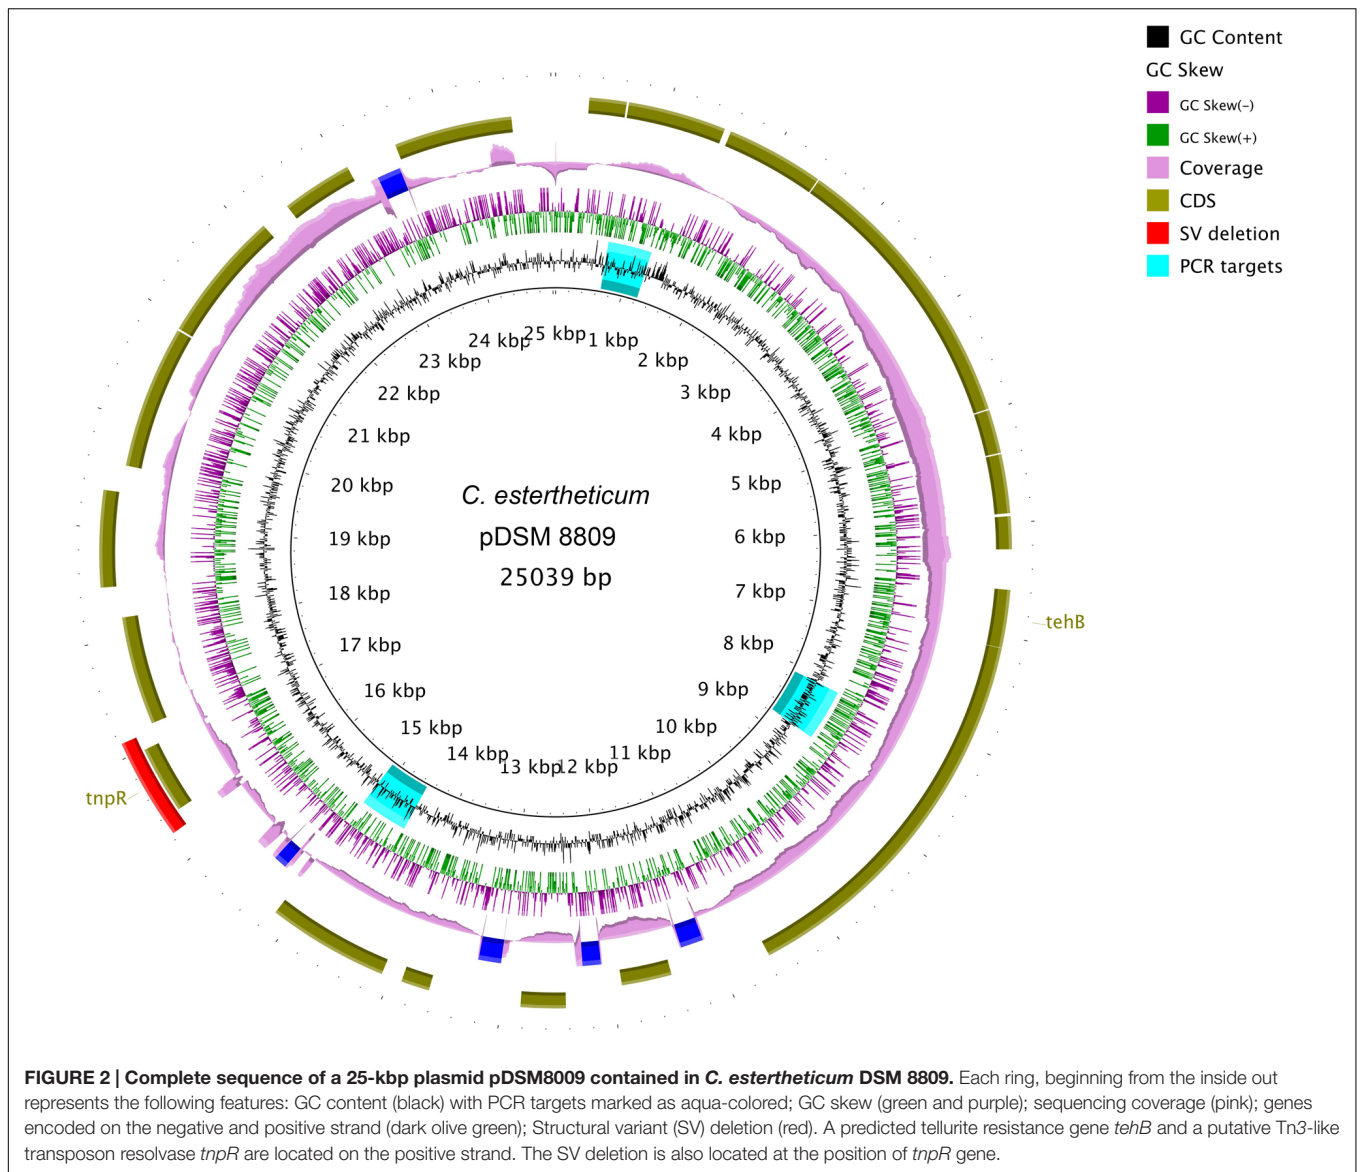 GC Content
GC Skew
GC Skew(-)
GC Skew(+)
Coverage
CDS
SV deletion
PCR targets
25 kbp
1 kbp
2 kbp
3 kbp
4 kbp
5 kbp
6 kbp
7 kbp
8 kbp
9 kbp
10 kbp
11 kbp
12 kbp
13 kbp
14 kbp
15 kbp
16 kbp
17 kbp
18 kbp
19 kbp
20 kbp
21 kbp
22 kbp
23 kbp
24 kbp
C. estertheticum
pDSM 8809
25039 bp
tehB
tnpR
FIGURE 2 | Complete sequence of a 25-kbp plasmid pDSM8009 contained in C. estertheticum DSM 8809. Each ring, beginning from the inside out
represents the following features: GC content (black) with PCR targets marked as aqua-colored; GC skew (green and purple); sequencing coverage (pink); genes
encoded on the negative and positive strand (dark olive green); Structural variant (SV) deletion (red). A predicted tellurite resistance gene tehB and a putative Tn3-like
transposon resolvase tnpR are located on the positive strand. The SV deletion is also located at the position of tnpR gene.